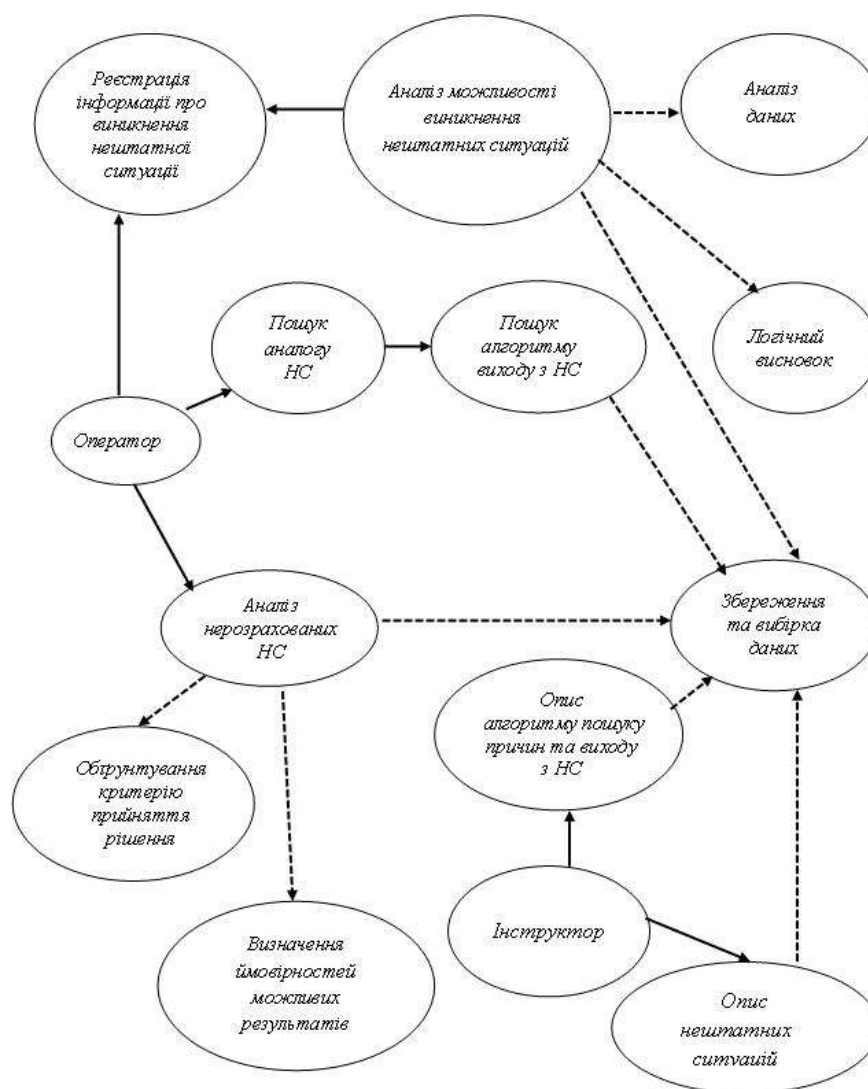 Реєстрація
інформації про
виникнення
нештатної
ситуації
Аналіз можливості
виникнення
нештатних ситуацій
Аналіз
даних
Пошук
аналогу
НС
Пошук
алгоритму
виходу з НС
Логічний
висновок
Оператор
Аналіз
нерозрахованих
НС
Збереження
та вибірка
даних
Опис
алгоритму пошуку
причин та виходу
з НС
Обґрунтування
критерію
прийняття
рішення
Інструктор
Визначення
ймовірностей
можливих
результатів
Опис
нештатних
ситуацій